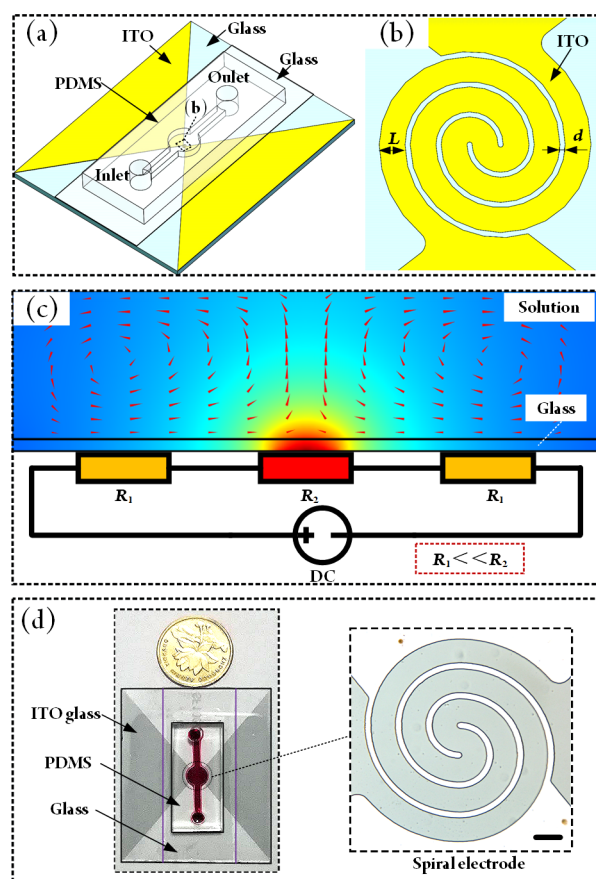 (a)
ITO
Glass
Glass
PDMS
Oulet
(b)
Inlet
(b)
ITO
L
d
(c)
Solution
Glass
R₁
R₂
R₁
DC
R₁<<R₂
(d)
ITO glass
PDMS
Glass
Spiral electrode